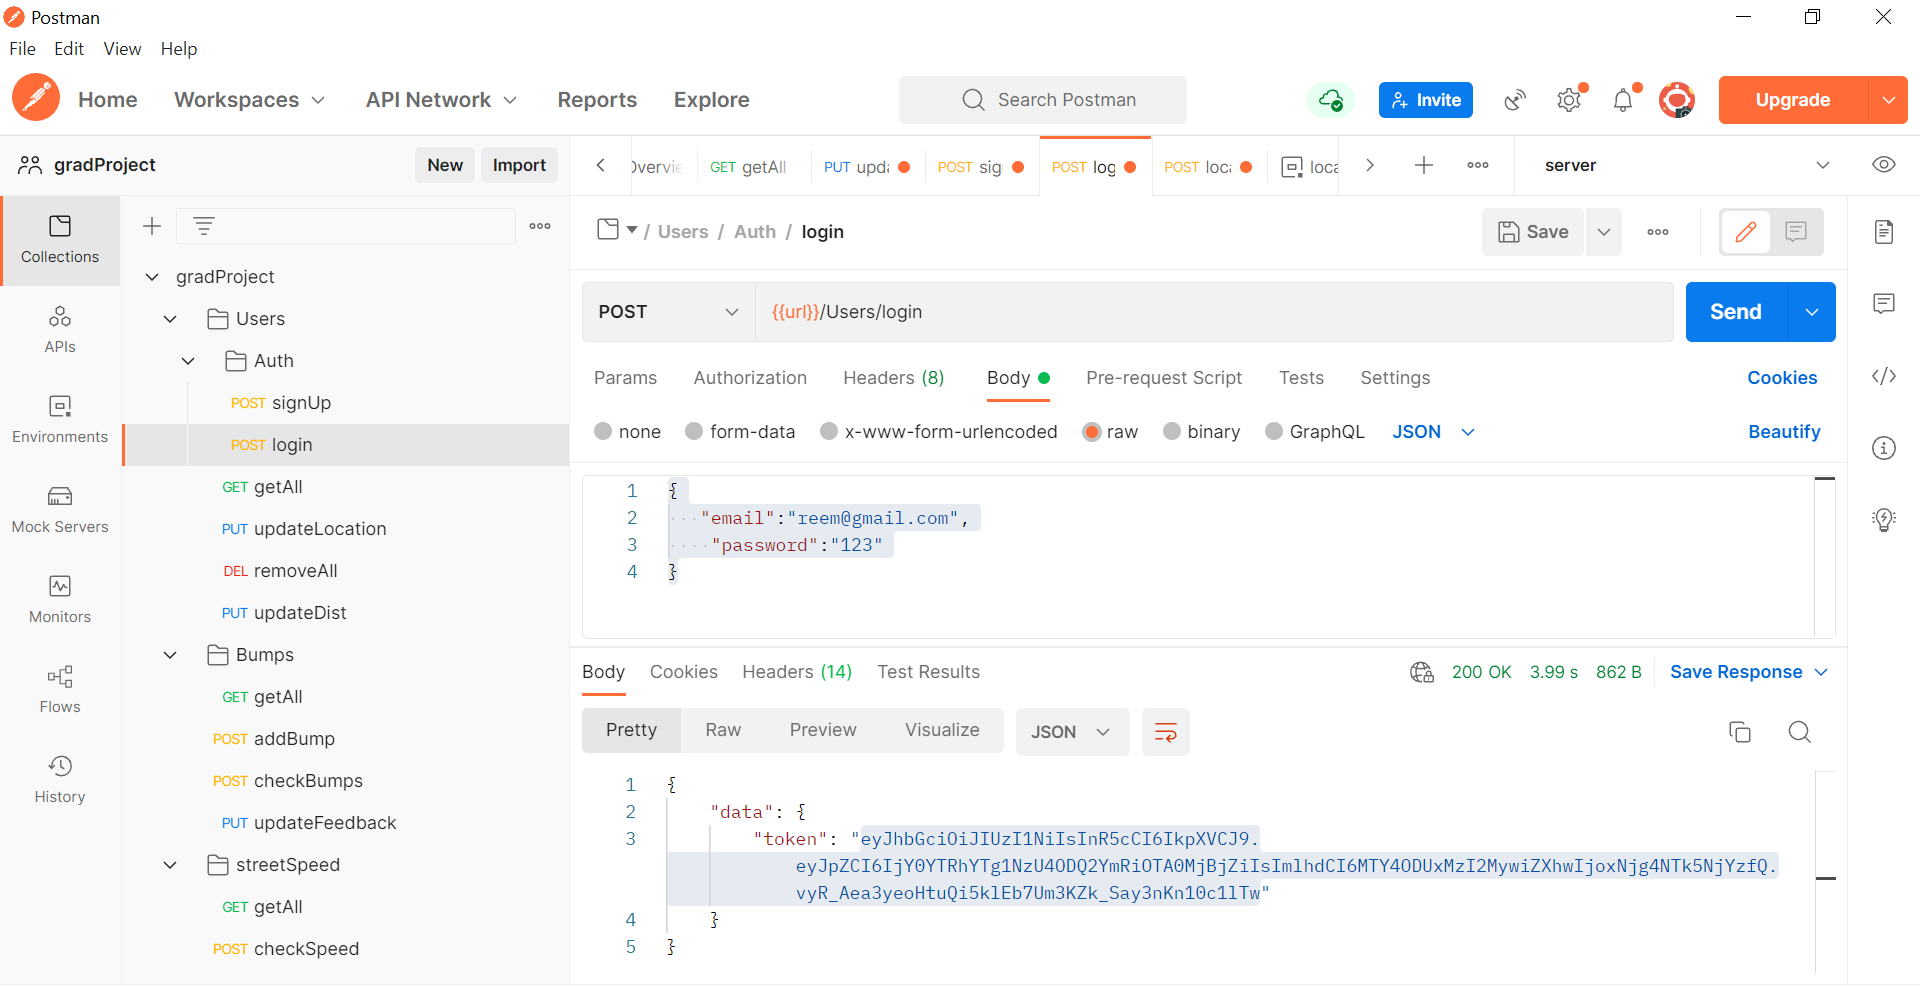 Postman
File Edit View Help
Home Workspaces API Network Reports Explore Search Postman Invite Upgrade
gradProject New Import GET getAll PUT upda POST sig POST log POST loca loca server
Collections
APIs
Environments
Mock Servers
Monitors
Flows
History
gradProject
Users
Auth
POST signUp
POST login
GET getAll
PUT updateLocation
DEL removeAll
PUT updateDist
Bumps
GET getAll
POST addBump
POST checkBumps
PUT updateFeedback
streetSpeed
GET getAll
POST checkSpeed
/ Users / Auth / login Save
POST {{url}}/Users/login Send
Params Authorization Headers (8) Body Pre-request Script Tests Settings Cookies
none form-data x-www-form-urlencoded raw binary GraphQL JSON Beautify
1 {
2 "email":"reem@gmail.com",
3 "password":"123"
4 }
Body Cookies Headers (14) Test Results 200 OK 3.99 s 862 B Save Response
Pretty Raw Preview Visualize JSON
1 {
2 "data": {
3 "token": "eyJhbGciOiJIUzI1NiIsInR5cCI6IkpXVCJ9.
eyJpZCI6IjY0YTRhYTg1NzU4ODQ2YmRiOTA0MjBjZiIsImlhdCI6MTY4ODUxMzI2MywiZXhwIjoxNjg4NTk5NjYzfQ.
vyR_Aea3yeoHtuQi5klEb7Um3KZk_Say3nKn10c1lTw"
4 }
5 }